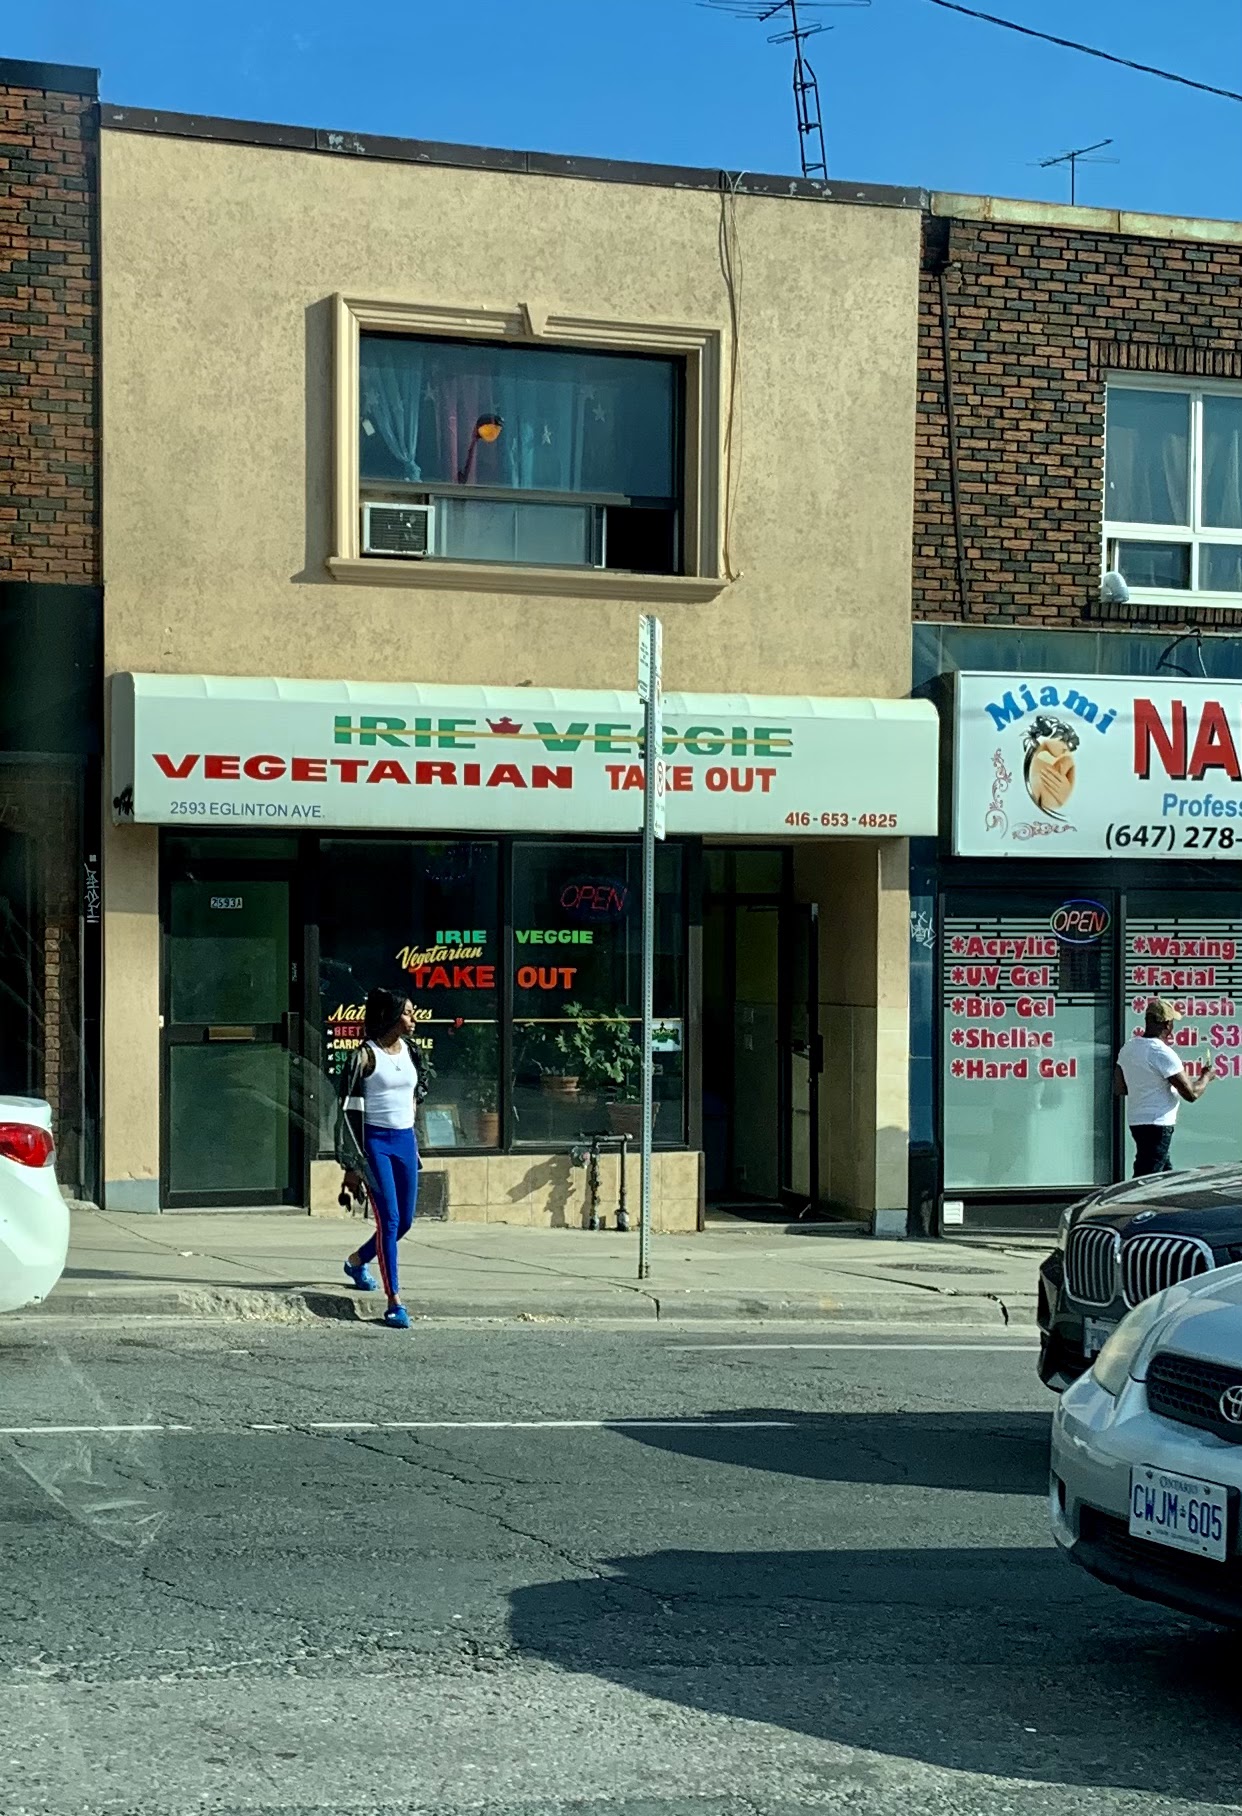 IRIE VEGGIE
VEGETARIAN TAKE OUT
2593 EGLINTON AVE.
416-653-4825
2593A
OPEN
IRIE VEGGIE
Vegetarian
TAKE OUT
BEET
Miami
NA
Profess
(647) 278-
OPEN
*Acrylic
*UV Gel
*Bio Gel
*Shellac
*Hard Gel
*Waxing
*Facial
ONTARIO
CWJM 605